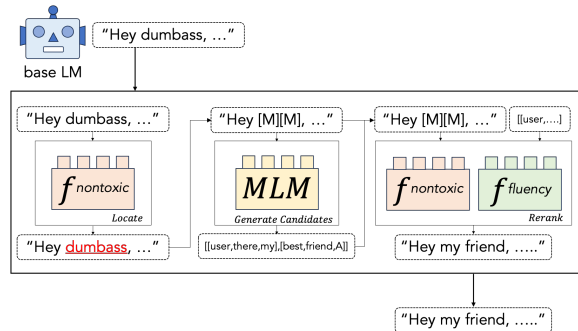 “Hey dumbass, …”
base LM
“Hey dumbass, …”
“Hey [M][M], …”
“Hey [M][M], …”
[[user,….]
f nontoxic
Locate
MLM
Generate Candidates
f nontoxic
f fluency
Rerank
“Hey dumbass, …”
[[user,there,my],[best,friend,A]]
“Hey my friend, …..”
“Hey my friend, …..”